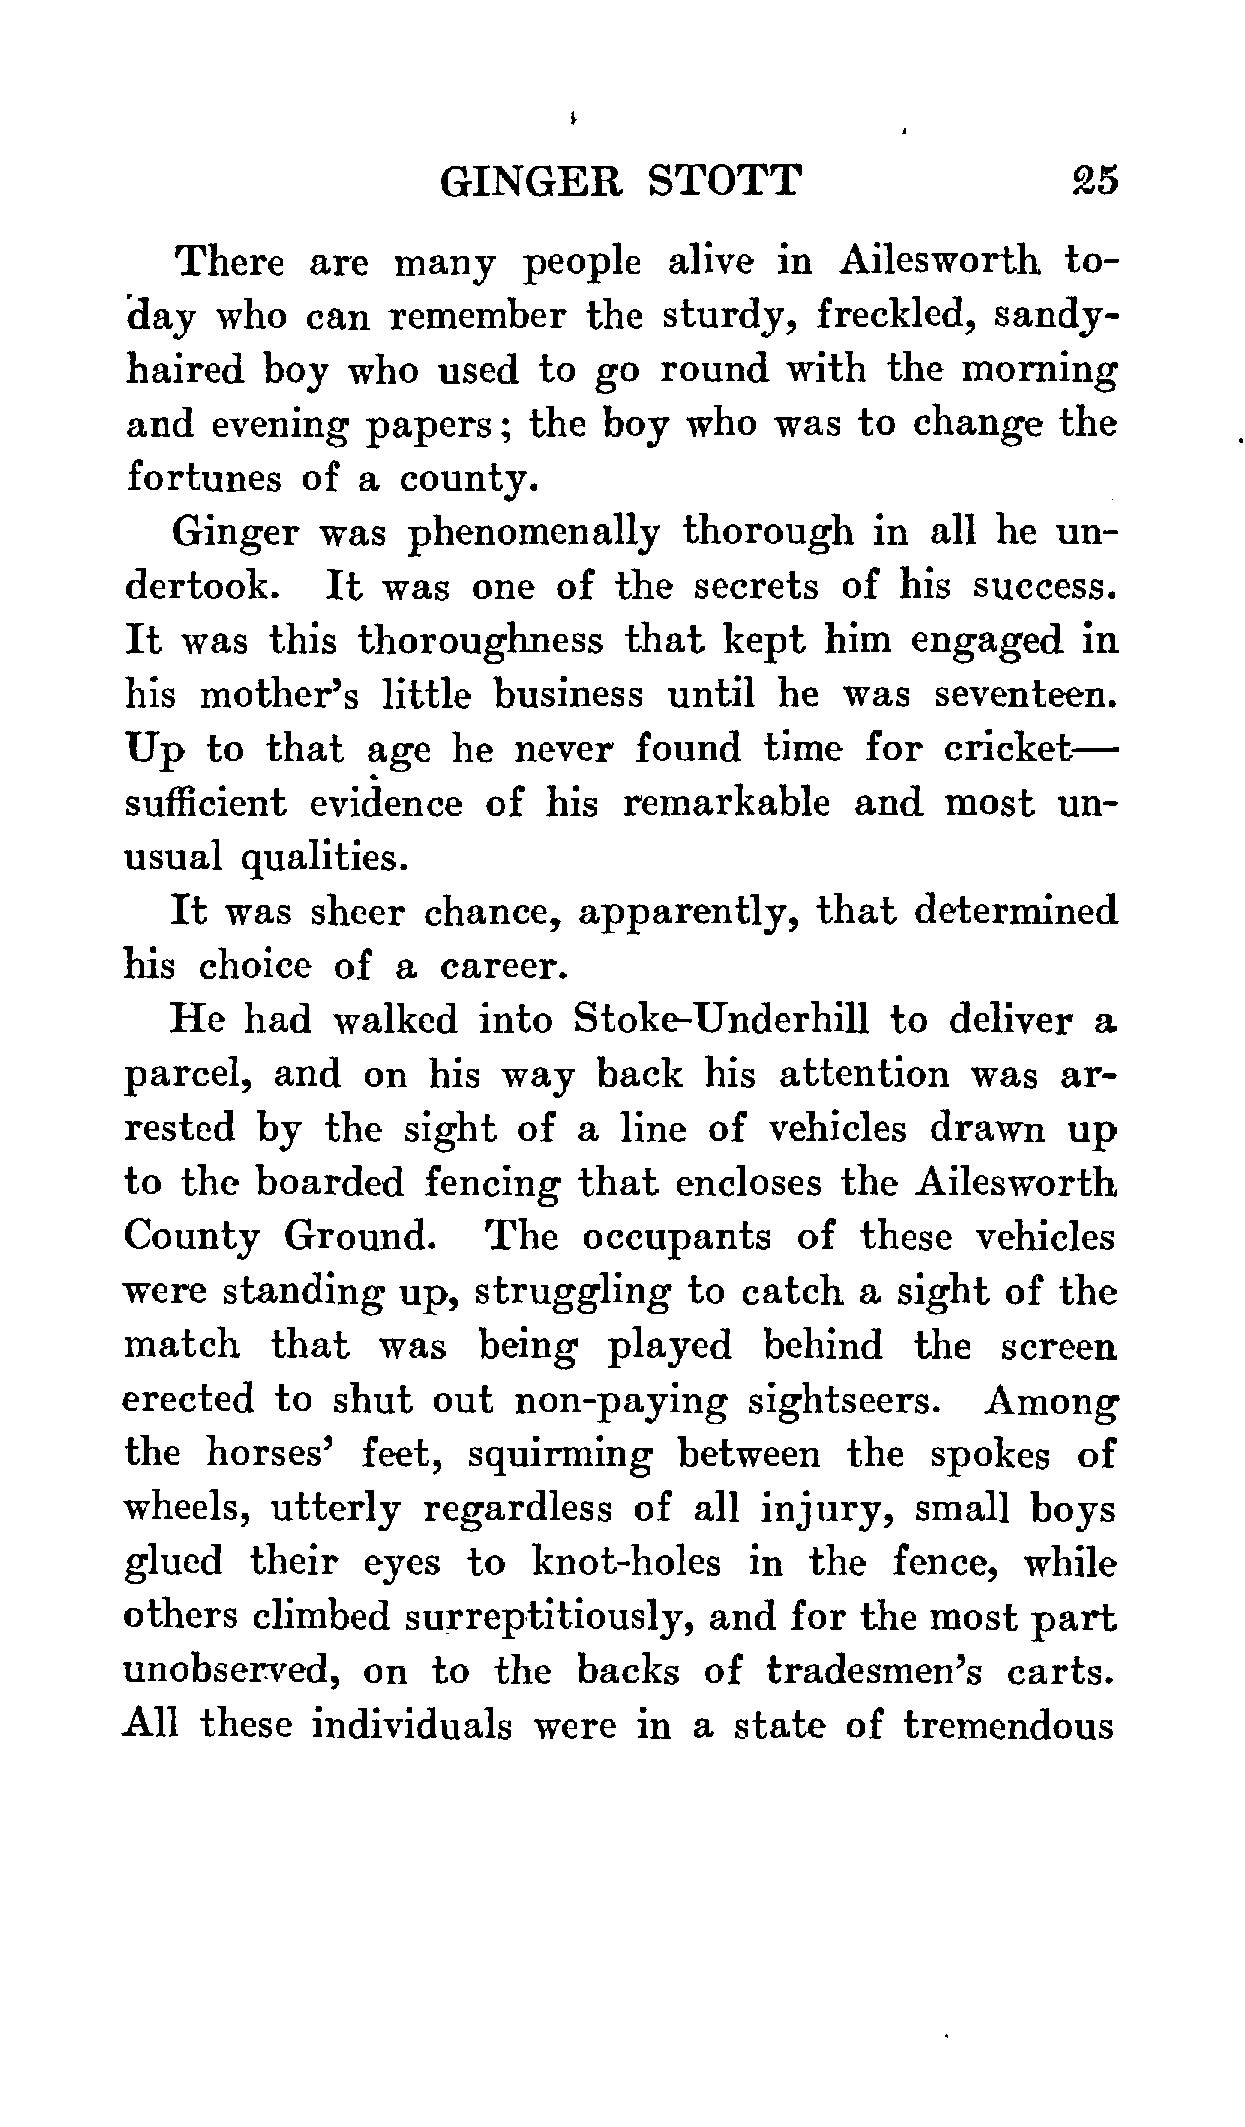 GINGER STOTT 25
There are many people alive in Ailesworth to-
day who can remember the sturdy, freckled, sandy-
haired boy who used to go round with the morning
and evening papers; the boy who was to change the
fortunes of a county.
Ginger was phenomenally thorough in all he un-
dertook. It was one of the secrets of his success.
It was this thoroughness that kept him engaged in
his mother's little business until he was seventeen.
Up to that age he never found time for cricket—
sufficient evidence of his remarkable and most un-
usual qualities.
It was sheer chance, apparently, that determined
his choice of a career.
He had walked into Stoke-Underhill to deliver a
parcel, and on his way back his attention was ar-
rested by the sight of a line of vehicles drawn up
to the boarded fencing that encloses the Ailesworth
County Ground. The occupants of these vehicles
were standing up, struggling to catch a sight of the
match that was being played behind the screen
erected to shut out non-paying sightseers. Among
the horses' feet, squirming between the spokes of
wheels, utterly regardless of all injury, small boys
glued their eyes to knot-holes in the fence, while
others climbed surreptitiously, and for the most part
unobserved, on to the backs of tradesmen's carts.
All these individuals were in a state of tremendous